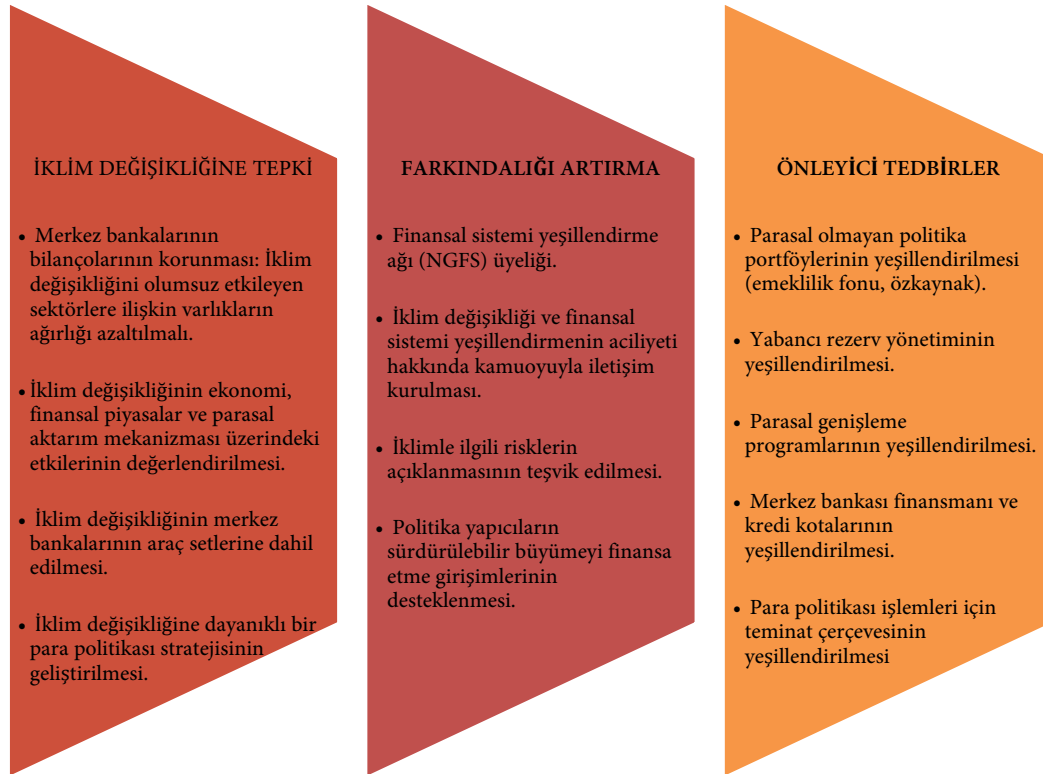 İKLİM DEĞİŞİKLİĞİNE TEPKİ
• Merkez bankalarının
bilançolarının korunması: İklim
değişikliğini olumsuz etkileyen
sektörlere ilişkin varlıkların
ağırlığı azaltılmalı.
• İklim değişikliğinin ekonomi,
finansal piyasalar ve parasal
aktarım mekanizması üzerindeki
etkilerinin değerlendirilmesi.
• İklim değişikliğinin merkez
bankalarının araç setlerine dahil
edilmesi.
• İklim değişikliğine dayanıklı bir
para politikası stratejisinin
geliştirilmesi.
FARKINDALIĞI ARTIRMA
• Finansal sistemi yeşillendirme
ağı (NGFS) üyeliği.
• İklim değişikliği ve finansal
sistemi yeşillendirmenin aciliyeti
hakkında kamuoyuyla iletişim
kurulması.
• İklimle ilgili risklerin
açıklanmasının teşvik edilmesi.
• Politika yapıcıların
sürdürülebilir büyümeyi finansa
etme girişimlerinin
desteklenmesi.
ÖNLEYİCİ TEDBİRLER
• Parasal olmayan politika
portföylerinin yeşillendirilmesi
(emeklilik fonu, özkaynak).
• Yabancı rezerv yönetiminin
yeşillendirilmesi.
• Parasal genişleme
programlarının yeşillendirilmesi.
• Merkez bankası finansmanı ve
kredi kotalarının
yeşillendirilmesi.
• Para politikası işlemleri için
teminat çerçevesinin
yeşillendirilmesi